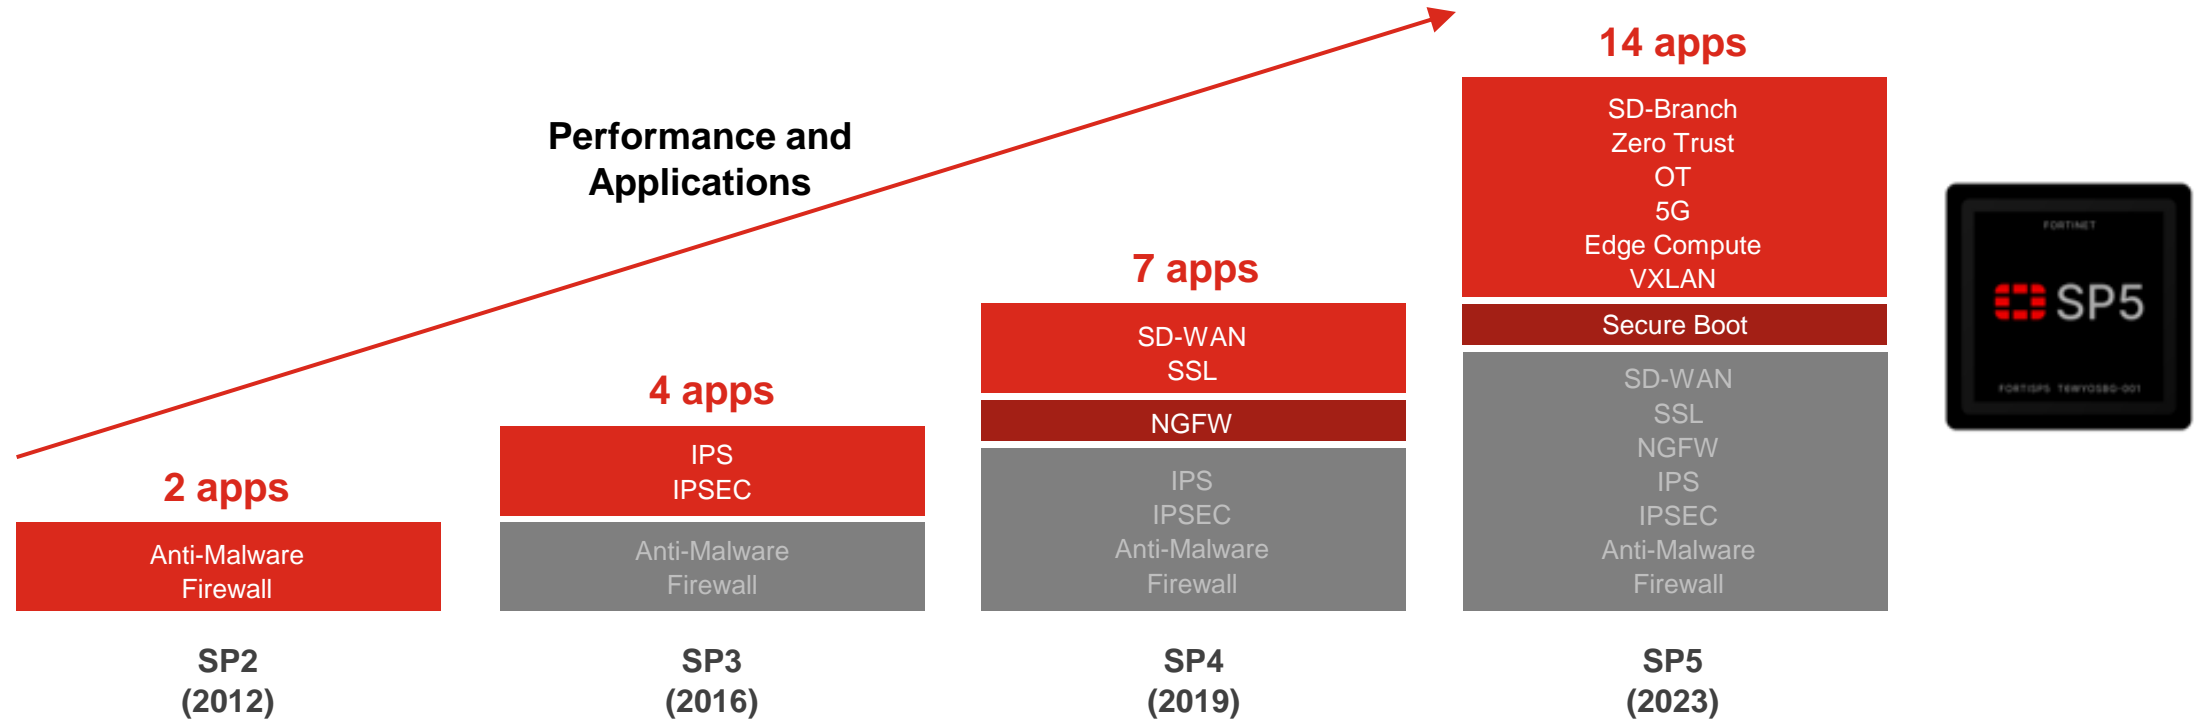 Performance and
Applications
2 apps
Anti-Malware
Firewall
SP2
(2012)
4 apps
IPS
IPSEC
Anti-Malware
Firewall
SP3
(2016)
7 apps
SD-WAN
SSL
NGFW
IPS
IPSEC
Anti-Malware
Firewall
SP4
(2019)
14 apps
SD-Branch
Zero Trust
OT
5G
Edge Compute
VXLAN
Secure Boot
SD-WAN
SSL
NGFW
IPS
IPSEC
Anti-Malware
Firewall
SP5
(2023)
FORTINET
SP5
FORTISP5